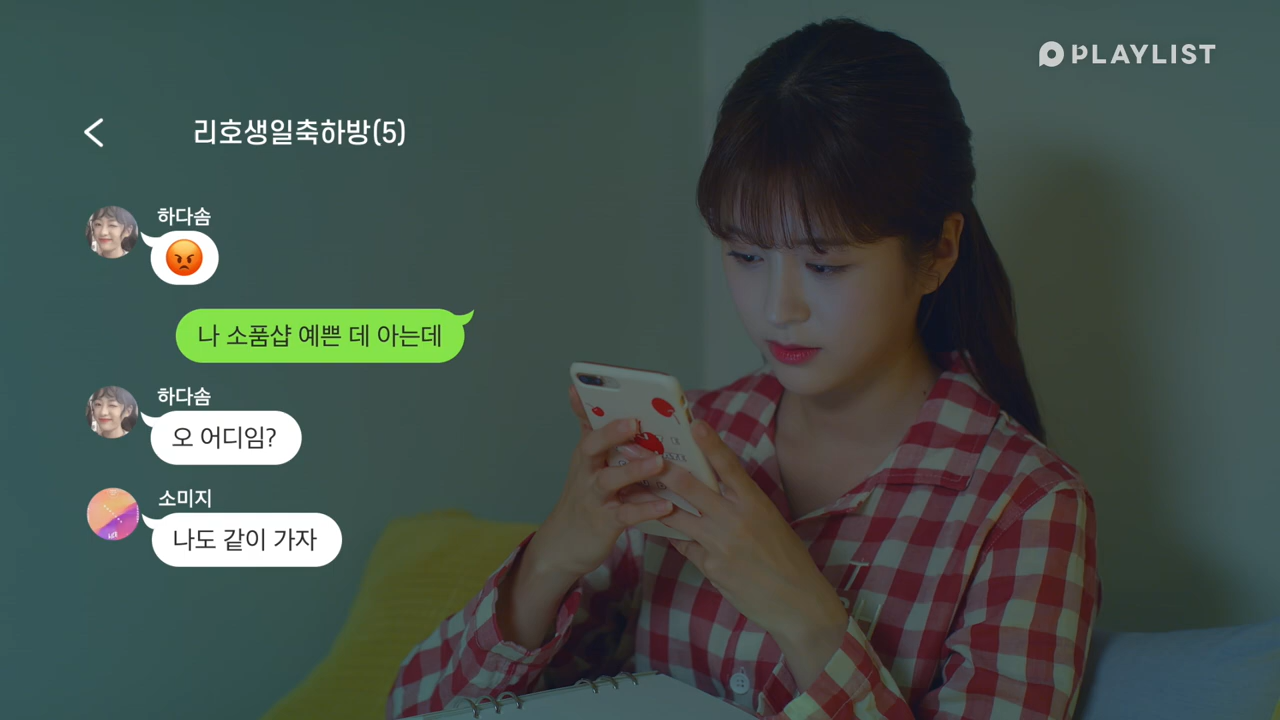 PLAYLIST
리호생일축하방(5)
하다솜
나 소품샵 예쁜 데 아는데
하다솜
오 어디임?
소미지
나도 같이 가자